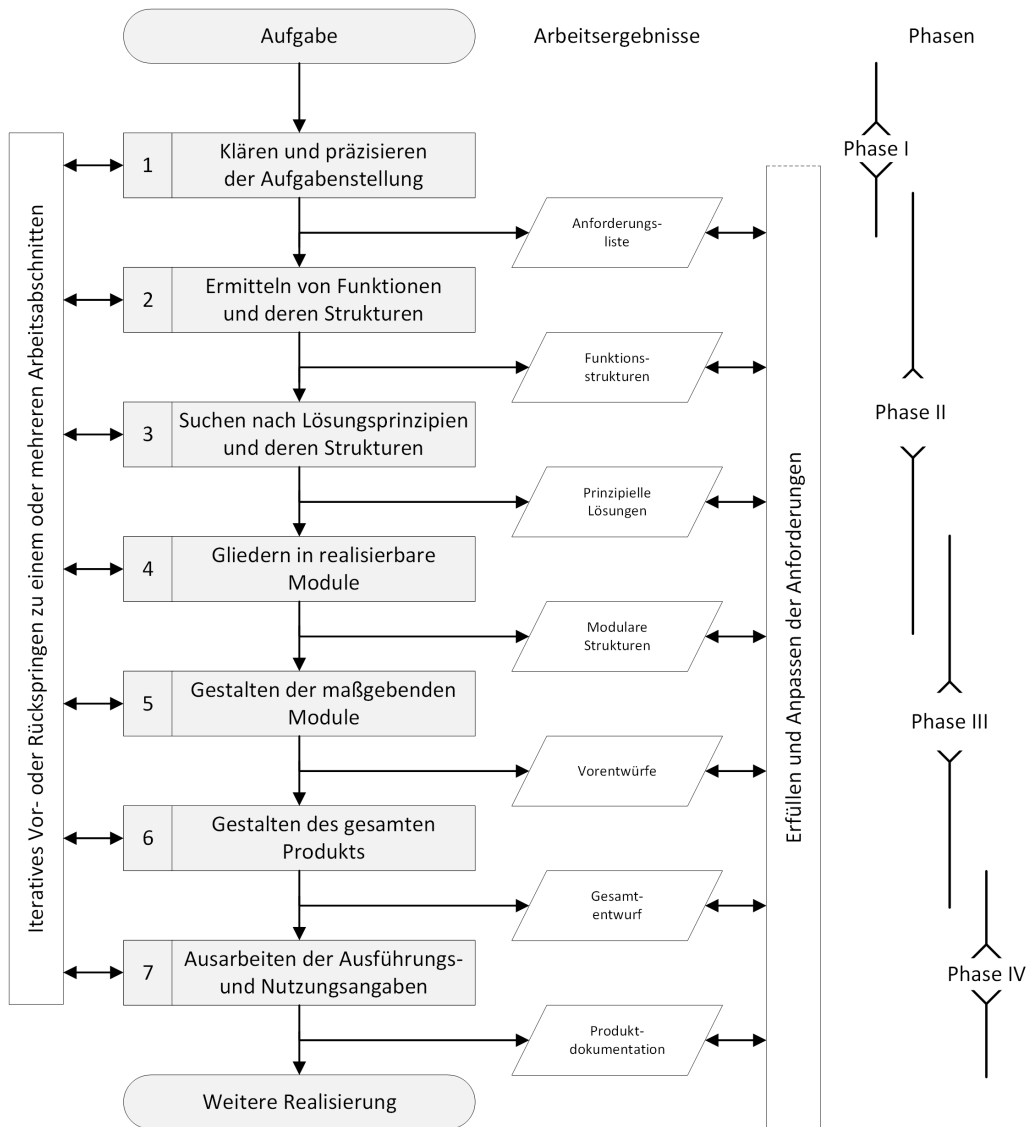 Aufgabe
Arbeitsergebnisse
Phasen
Iteratives Vor- oder Rückspringen zu einem oder mehreren Arbeitsabschnitten
1
Klären und präzisieren
der Aufgabenstellung
Phase I
Anforderungs-
liste
2
Ermitteln von Funktionen
und deren Strukturen
Funktions-
strukturen
3
Suchen nach Lösungsprinzipien
und deren Strukturen
Phase II
Prinzipielle
Lösungen
Erfüllen und Anpassen der Anforderungen
4
Gliedern in realisierbare
Module
Modulare
Strukturen
5
Gestalten der maßgebenden
Module
Phase III
Vorentwürfe
6
Gestalten des gesamten
Produkts
Gesamt-
entwurf
7
Ausarbeiten der Ausführungs-
und Nutzungsangaben
Phase IV
Produkt-
dokumentation
Weitere Realisierung